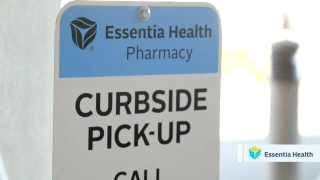 Essentia Health
Pharmacy
CURBSIDE
PICK-UP
CALL
Essentia Health